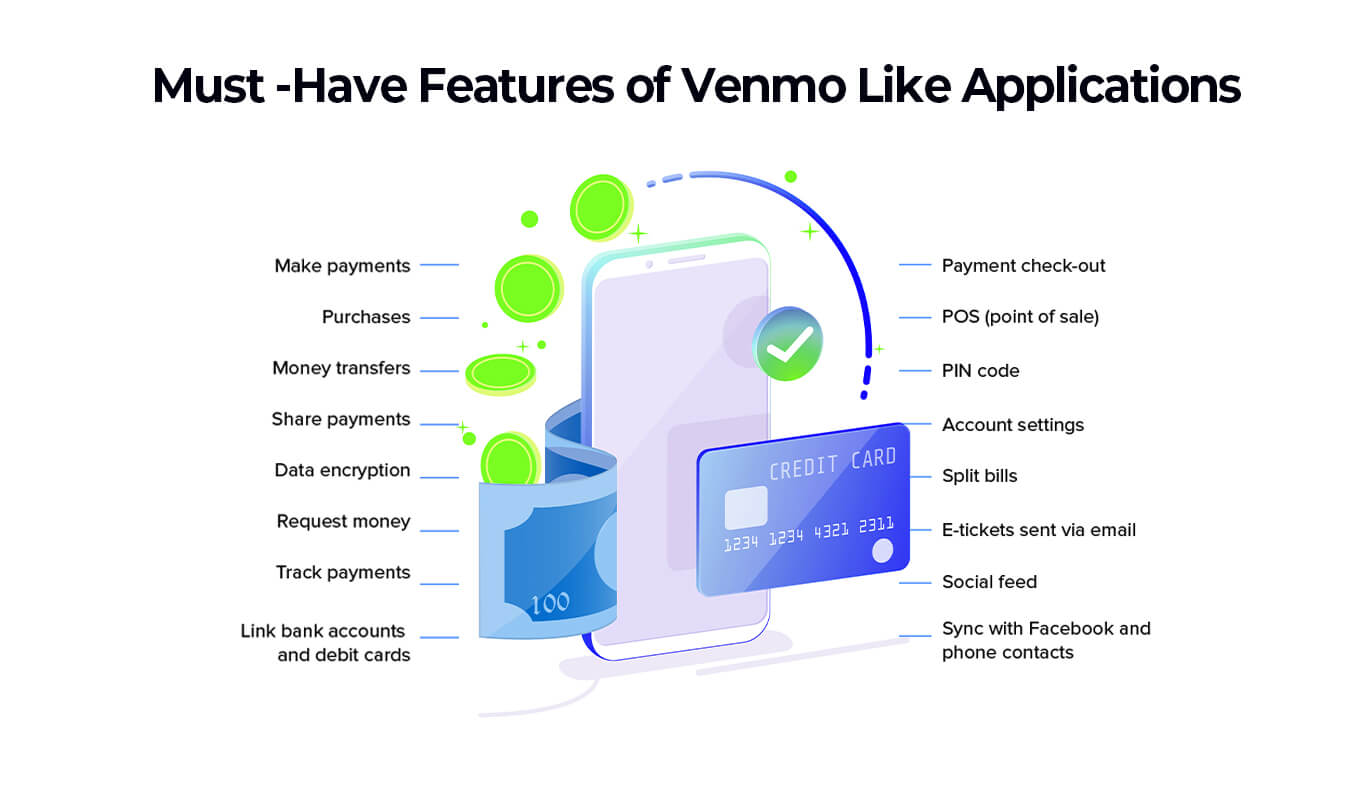 Must -Have Features of Venmo Like Applications
Make payments
Purchases
Money transfers
Share payments
Data encryption
Request money
Track payments
Link bank accounts
and debit cards
Payment check-out
POS (point of sale)
PIN code
Account settings
Split bills
E-tickets sent via email
Social feed
Sync with Facebook and
phone contacts
CREDIT CARD
1234 1234 4321 2311
100